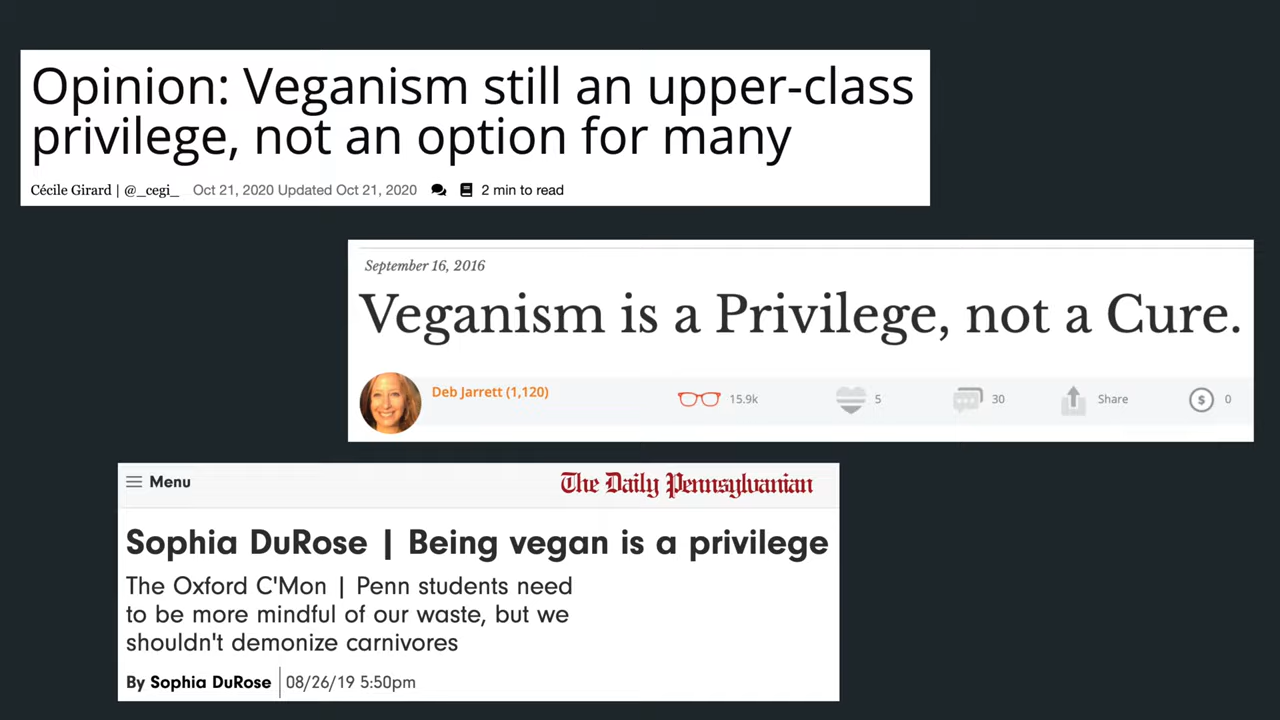 Opinion: Veganism still an upper-class
privilege, not an option for many
Cécile Girard | @_cegi_ Oct 21, 2020 Updated Oct 21, 2020 2 min to read
September 16, 2016
Veganism is a Privilege, not a Cure.
Deb Jarrett (1,120) 15.9k 5 30 Share $ 0
Menu The Daily Pennsylvanian
Sophia DuRose | Being vegan is a privilege
The Oxford C'Mon | Penn students need
to be more mindful of our waste, but we
shouldn't demonize carnivores
By Sophia DuRose 08/26/19 5:50pm